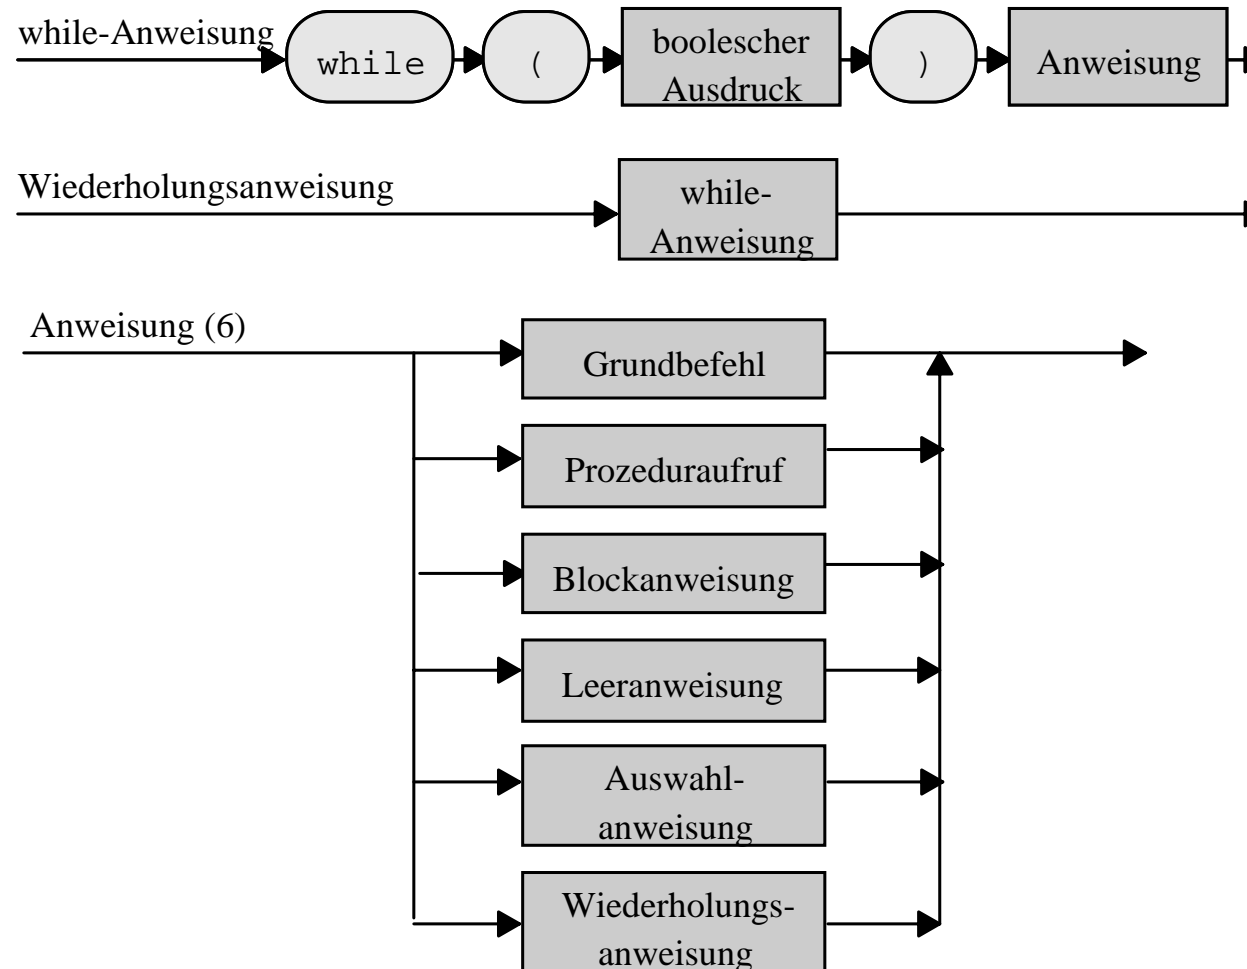 while-Anweisung
while
(
boolescher
Ausdruck
)
Anweisung
Wiederholungsanweisung
while-
Anweisung
Anweisung (6)
Grundbefehl
Prozeduraufruf
Blockanweisung
Leeranweisung
Auswahl-
anweisung
Wiederholungs-
anweisung